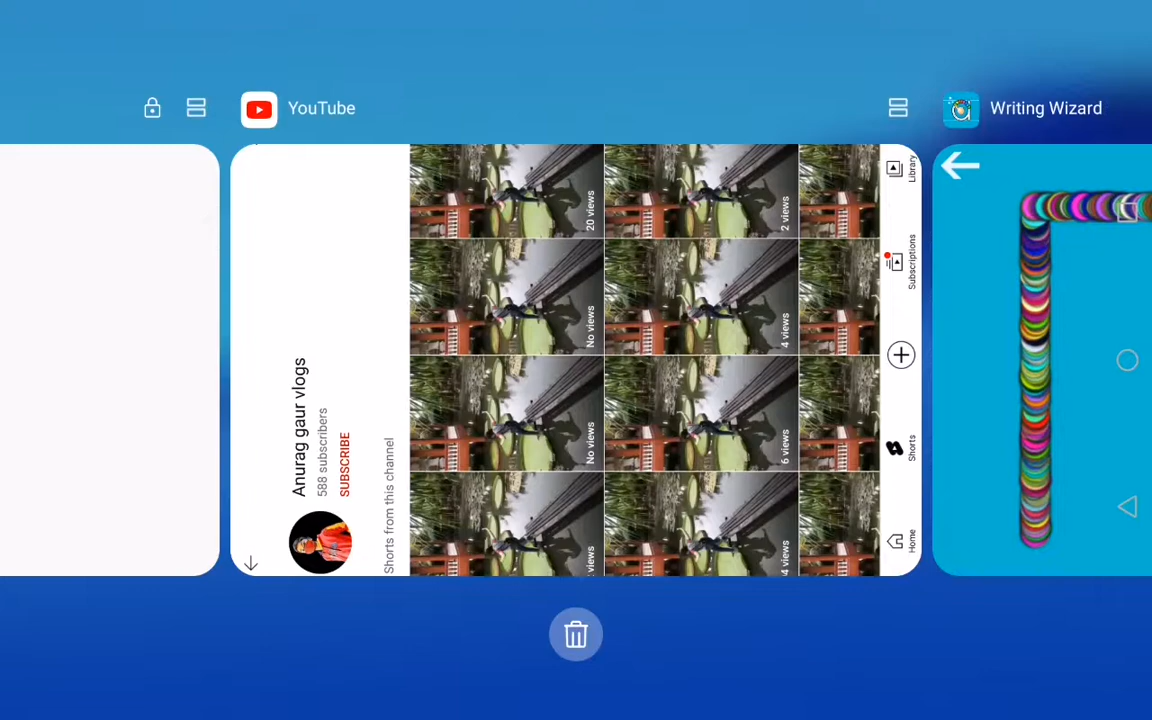 YouTube
Writing Wizard
Anurag gaur vlogs
588 subscribers
SUBSCRIBE
Shorts from this channel
20 views
No views
No views
views
2 views
4 views
6 views
4 views
Library
Subscriptions
Shorts
Home